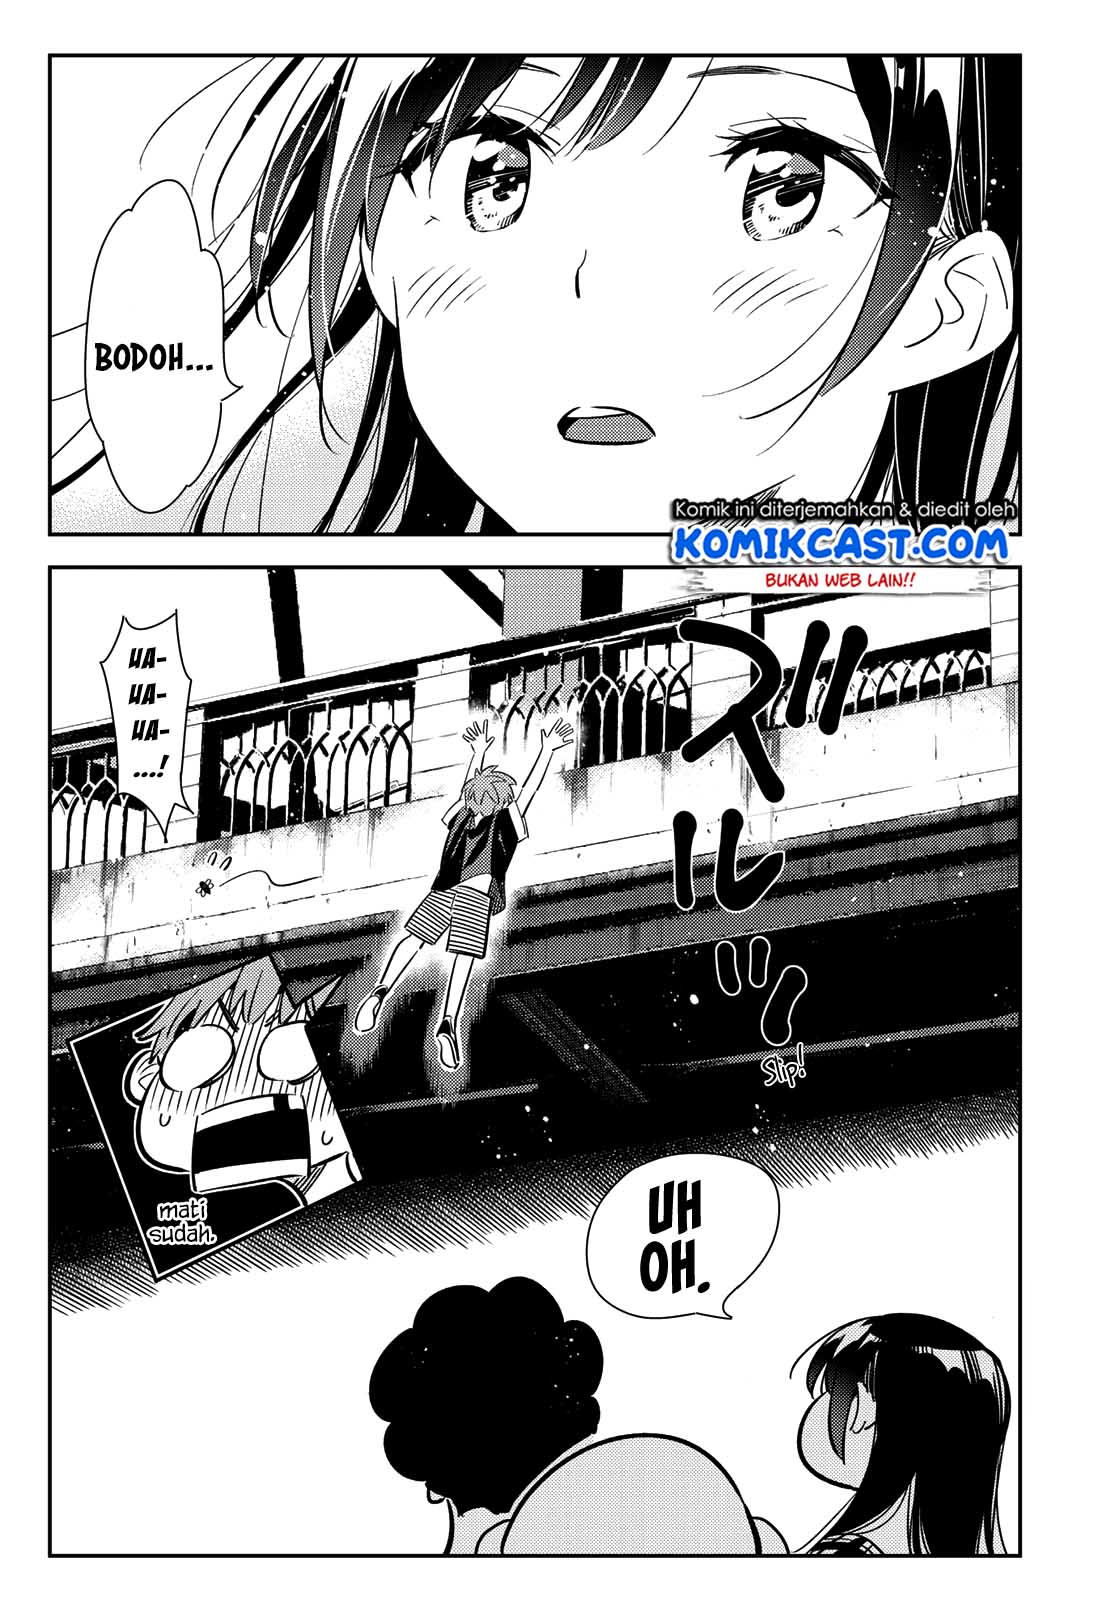 BODOH...
Komik ini diterjemahkan & diedit oleh
KOMIKCAST.COM
BUKAN WEB LAIN!!
UA-
UA-
UA-
...!
ズルッ
Slip!
mati
sudah.
UH
OH.